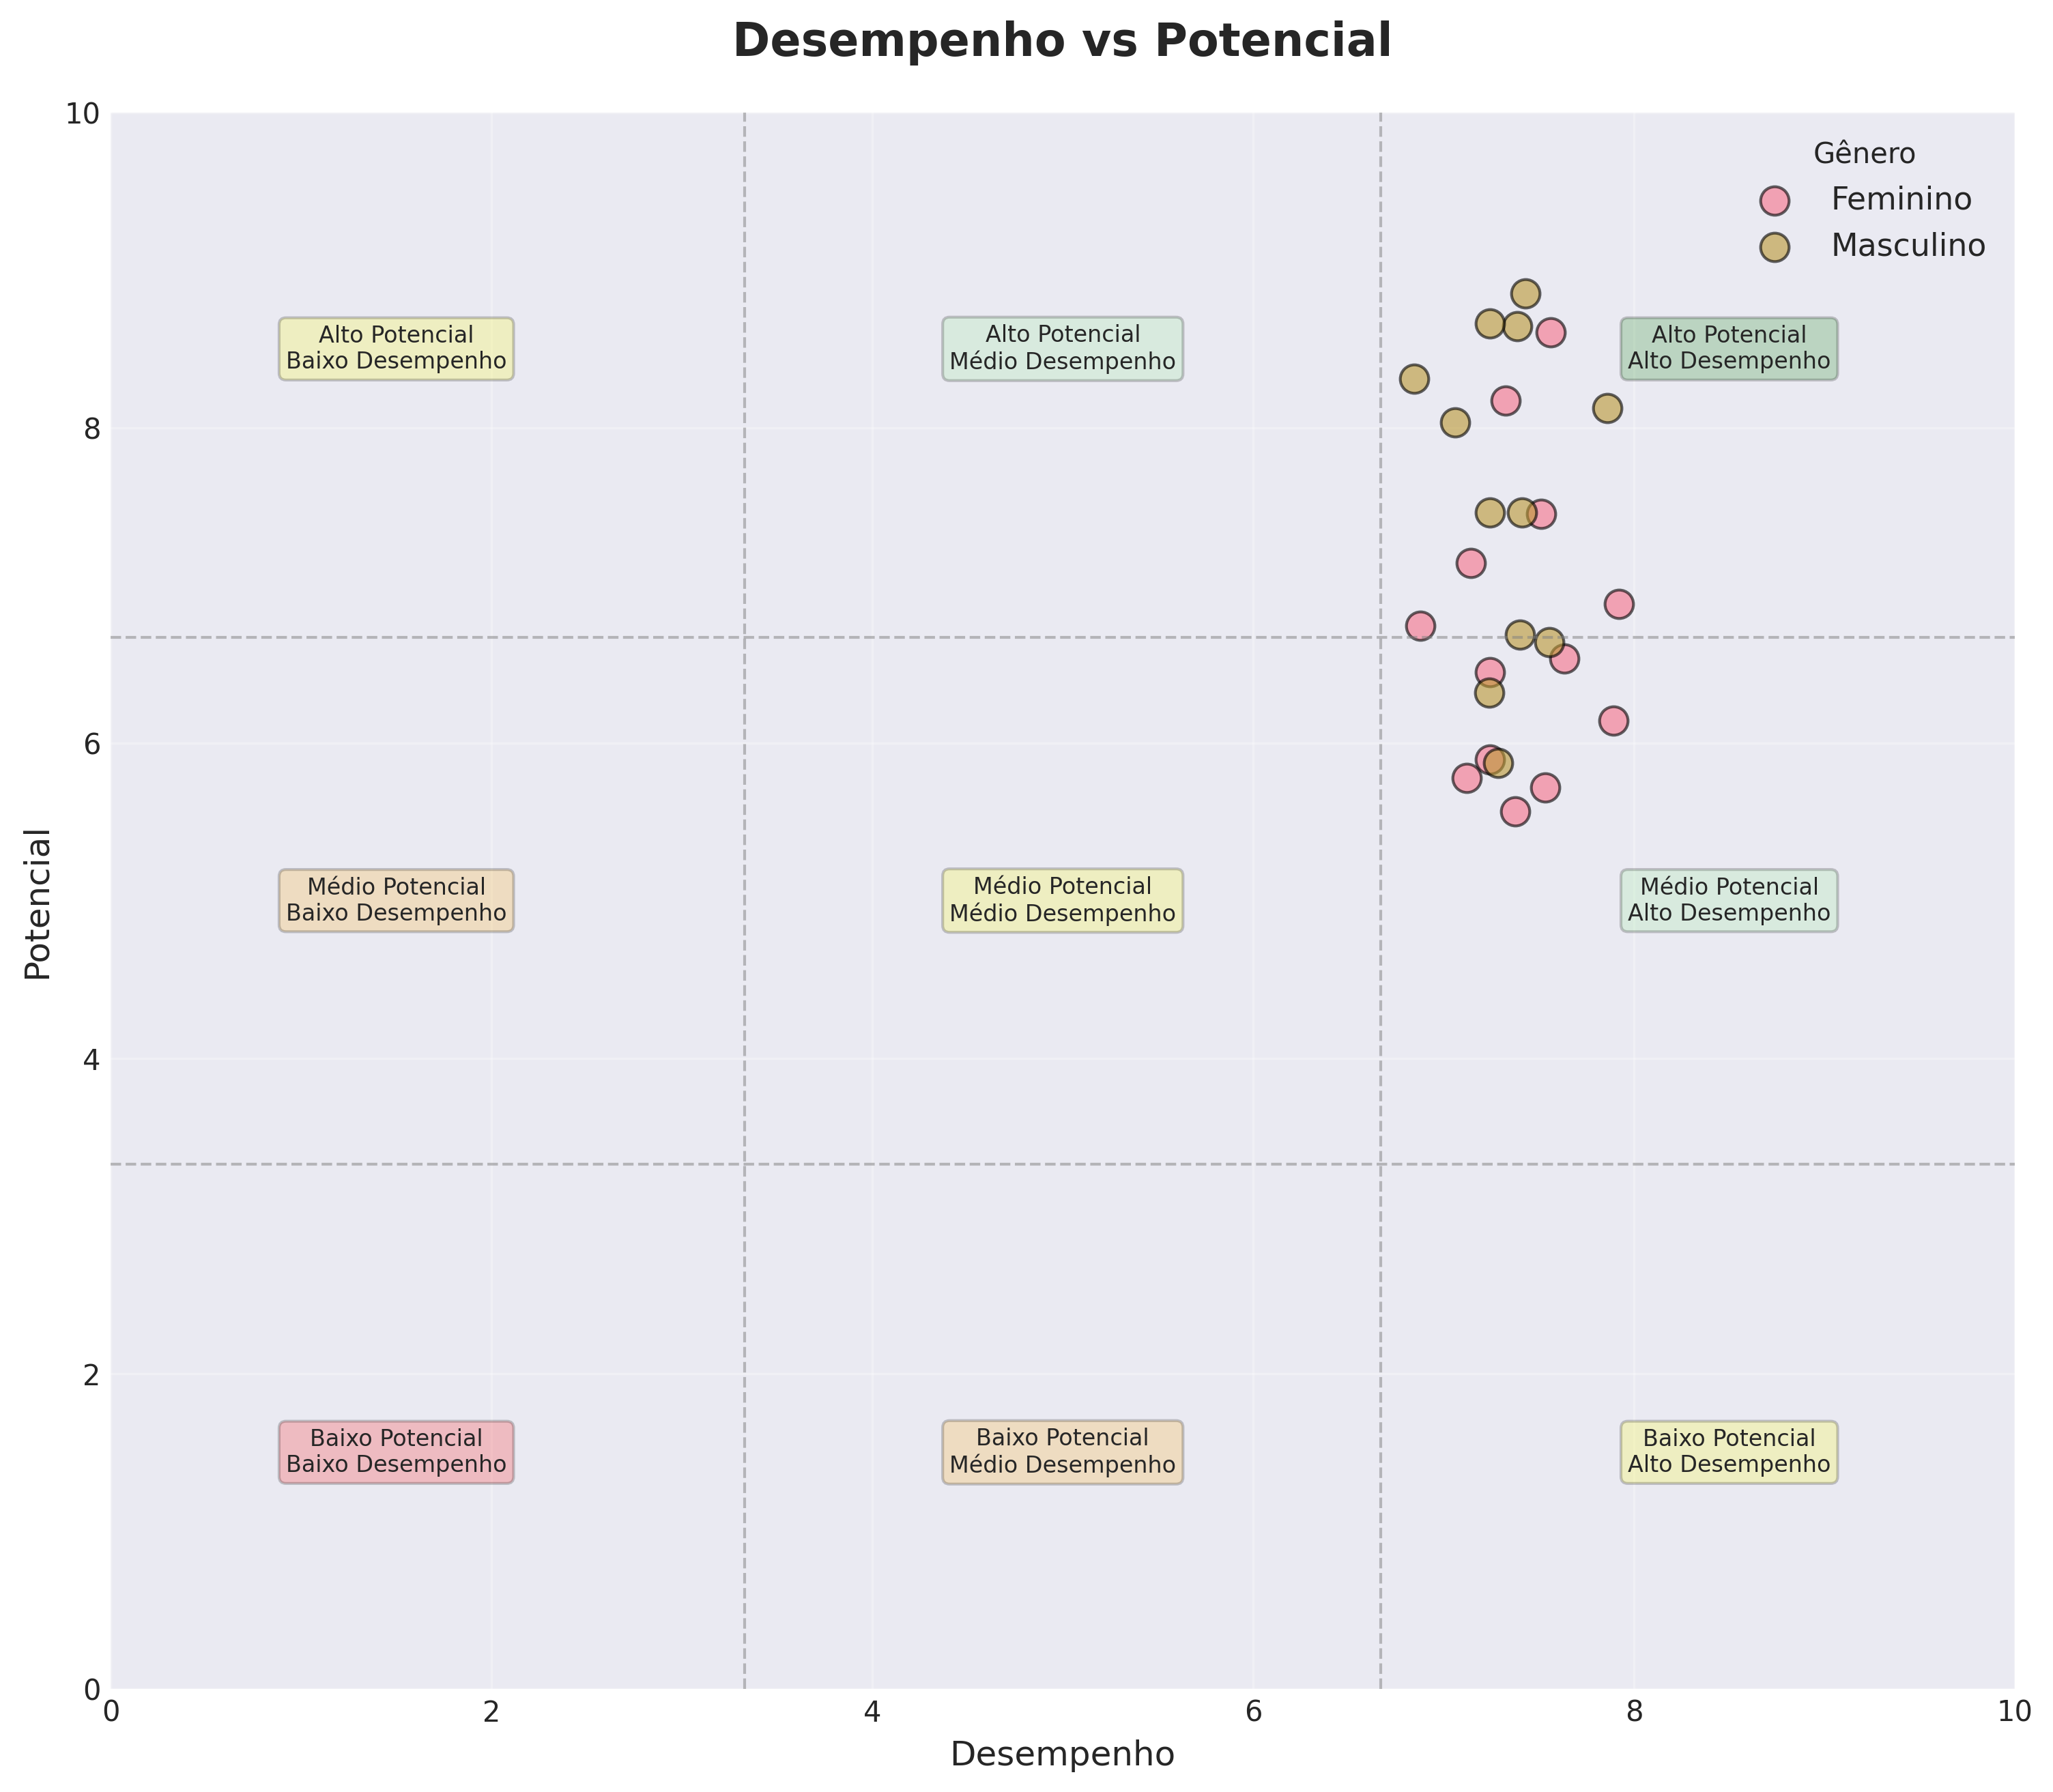 Desempenho vs Potencial
10
8
6
4
2
0
Potencial
Gênero
Feminino
Masculino
Alto Potencial
Baixo Desempenho
Alto Potencial
Médio Desempenho
Alto Potencial
Alto Desempenho
Médio Potencial
Baixo Desempenho
Médio Potencial
Médio Desempenho
Médio Potencial
Alto Desempenho
Baixo Potencial
Baixo Desempenho
Baixo Potencial
Médio Desempenho
Baixo Potencial
Alto Desempenho
0
2
4
6
8
10
Desempenho